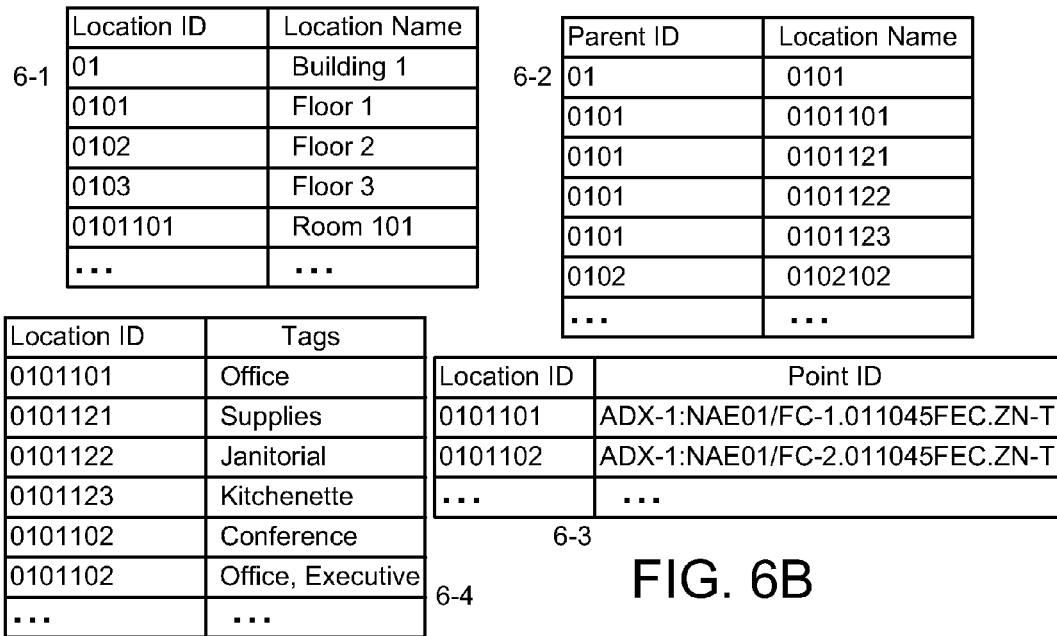 Location ID Location Name
6-1 01 Building 1
0101 Floor 1
0102 Floor 2
0103 Floor 3
0101101 Room 101
... ...
Parent ID Location Name
6-2 01 0101
0101 0101101
0101 0101121
0101 0101122
0101 0101123
0102 0102102
... ...
Location ID Tags
0101101 Office
0101121 Supplies
0101122 Janitorial
0101123 Kitchenette
0101102 Conference
0101102 Office, Executive
... ...
6-4
Location ID Point ID
0101101 ADX-1:NAE01/FC-1.011045FEC.ZN-T
0101102 ADX-1:NAE01/FC-2.011045FEC.ZN-T
... ...
6-3
FIG. 6B